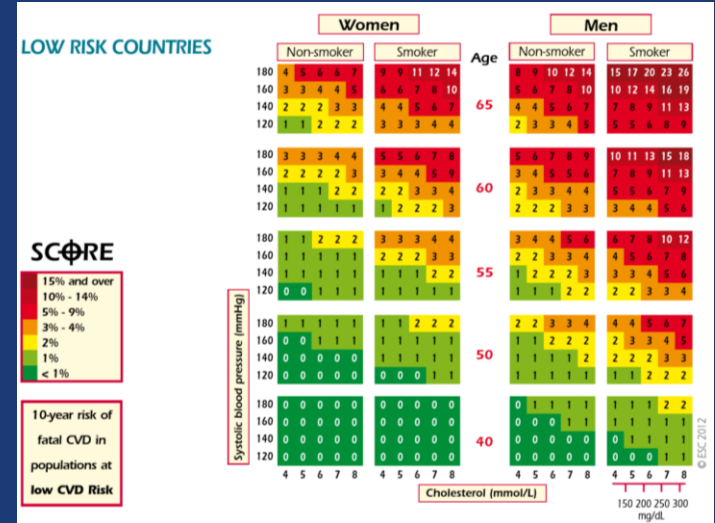 LOW RISK COUNTRIES
Women Men
Non-smoker Smoker Age Non-smoker Smoker
180 4 5 6 6 7 9 9 11 12 14 8 9 10 12 14 15 17 20 23 26
160 3 3 4 4 5 6 6 7 8 10 5 6 7 8 10 10 12 14 16 19
140 2 2 2 3 3 4 4 5 6 7 65 4 4 5 6 7 7 8 9 11 13
120 1 1 2 2 2 3 3 3 4 4 2 3 3 4 5 5 5 6 8 9
180 3 3 3 4 4 5 5 6 7 8 5 6 7 8 9 10 11 13 15 18
160 2 2 2 2 3 3 4 4 5 9 3 4 5 5 6 7 8 9 11 13
140 1 1 1 2 2 2 2 3 3 4 60 2 3 3 4 4 5 5 6 7 9
120 1 1 1 1 1 1 2 2 2 3 2 2 2 3 3 3 4 4 5 6
180 1 1 2 2 2 3 3 3 4 4 3 4 4 5 6 6 7 8 10 12
160 1 1 1 1 1 2 2 2 3 3 2 2 3 3 4 4 5 6 7 8
140 1 1 1 1 1 1 1 1 2 2 55 1 2 2 2 3 3 3 4 5 6
120 0 0 1 1 1 1 1 1 1 1 1 1 1 2 2 2 2 3 3 4
180 1 1 1 1 1 1 1 2 2 2 2 2 3 3 4 4 4 5 6 7
160 0 0 1 1 1 1 1 1 1 1 1 1 2 2 2 2 3 3 4 5
140 0 0 0 0 0 1 1 1 1 1 50 1 1 1 1 2 2 2 2 3 3
120 0 0 0 0 0 0 0 0 1 1 1 1 1 1 1 1 1 2 2 2
180 0 0 0 0 0 0 0 0 0 0 0 1 1 1 1 1 1 1 2 2
160 0 0 0 0 0 0 0 0 0 0 0 0 0 1 1 1 1 1 1 1
140 0 0 0 0 0 0 0 0 0 0 40 0 0 0 0 0 0 1 1 1 1
120 0 0 0 0 0 0 0 0 0 0 0 0 0 0 0 0 0 0 1 1
4 5 6 7 8 4 5 6 7 8 4 5 6 7 8 4 5 6 7 8
Cholesterol (mmol/L)
150 200 250 300
mg/dL
Systolic blood pressure (mmHg)
SCORE
15% and over
10% - 14%
5% - 9%
3% - 4%
2%
1%
< 1%
10-year risk of
fatal CVD in
populations at
low CVD Risk
© ESC 2012